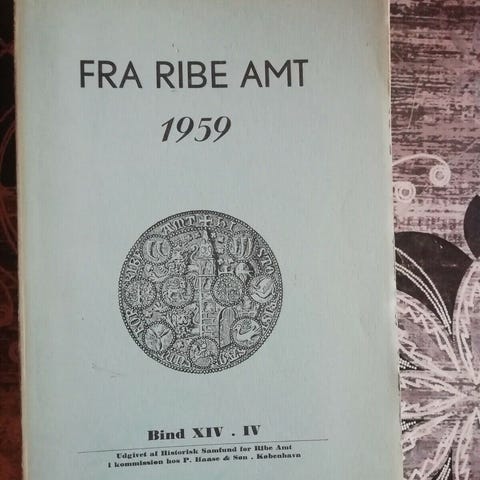 FRA RIBE AMT
1959
Bind XIV . IV
Udgivet af Historisk Samfund for Ribe Amt
i kommission hos P. Haase & Søn . København